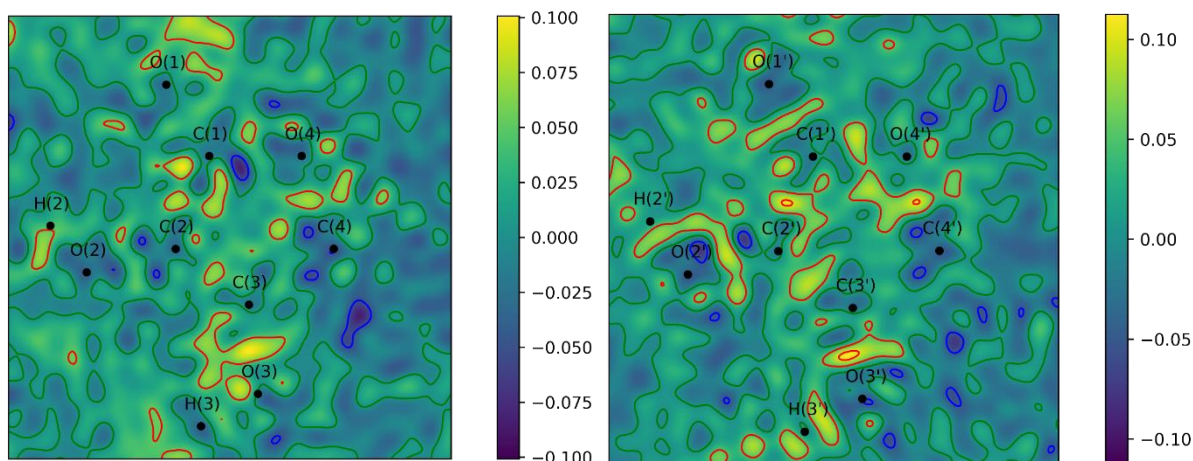 O(1)
C(1)
O(4)
H(2)
C(2)
C(4)
O(2)
C(3)
O(3)
H(3)
0.100
0.075
0.050
0.025
0.000
−0.025
−0.050
−0.075
−0.100
O(1')
C(1')
O(4')
H(2')
C(2')
C(4')
O(2')
C(3')
O(3')
H(3')
0.10
0.05
0.00
−0.05
−0.10